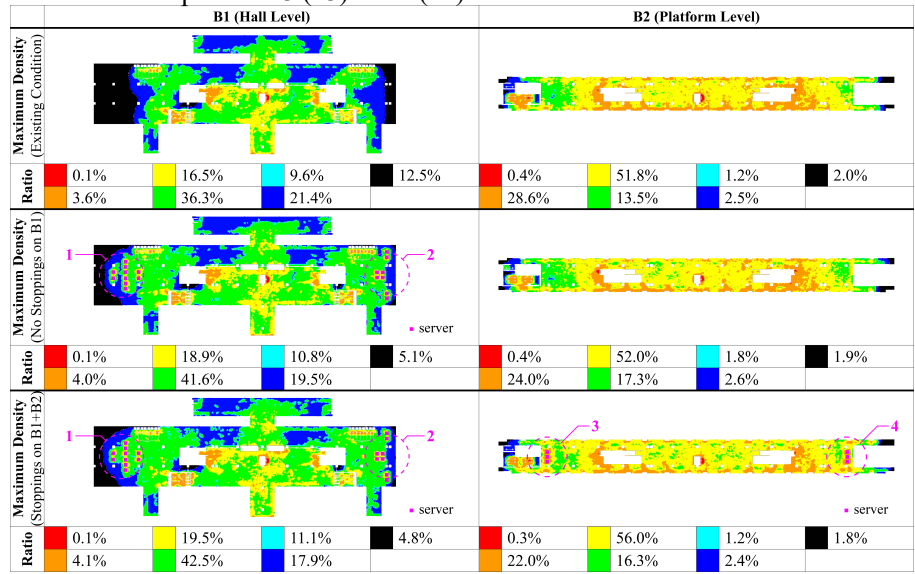 B1 (Hall Level) B2 (Platform Level)
Maximum Density
(Existing Condition)
Ratio
0.1% 16.5% 9.6% 12.5% 0.4% 51.8% 1.2% 2.0%
3.6% 36.3% 21.4% 28.6% 13.5% 2.5%
Maximum Density
(No Stoppings on B1)
1 2
server
Ratio
0.1% 18.9% 10.8% 5.1% 0.4% 52.0% 1.8% 1.9%
4.0% 41.6% 19.5% 24.0% 17.3% 2.6%
Maximum Density
(Stoppings on B1+B2)
1 2 3 4
server server
Ratio
0.1% 19.5% 11.1% 4.8% 0.3% 56.0% 1.2% 1.8%
4.1% 42.5% 17.9% 22.0% 16.3% 2.4%